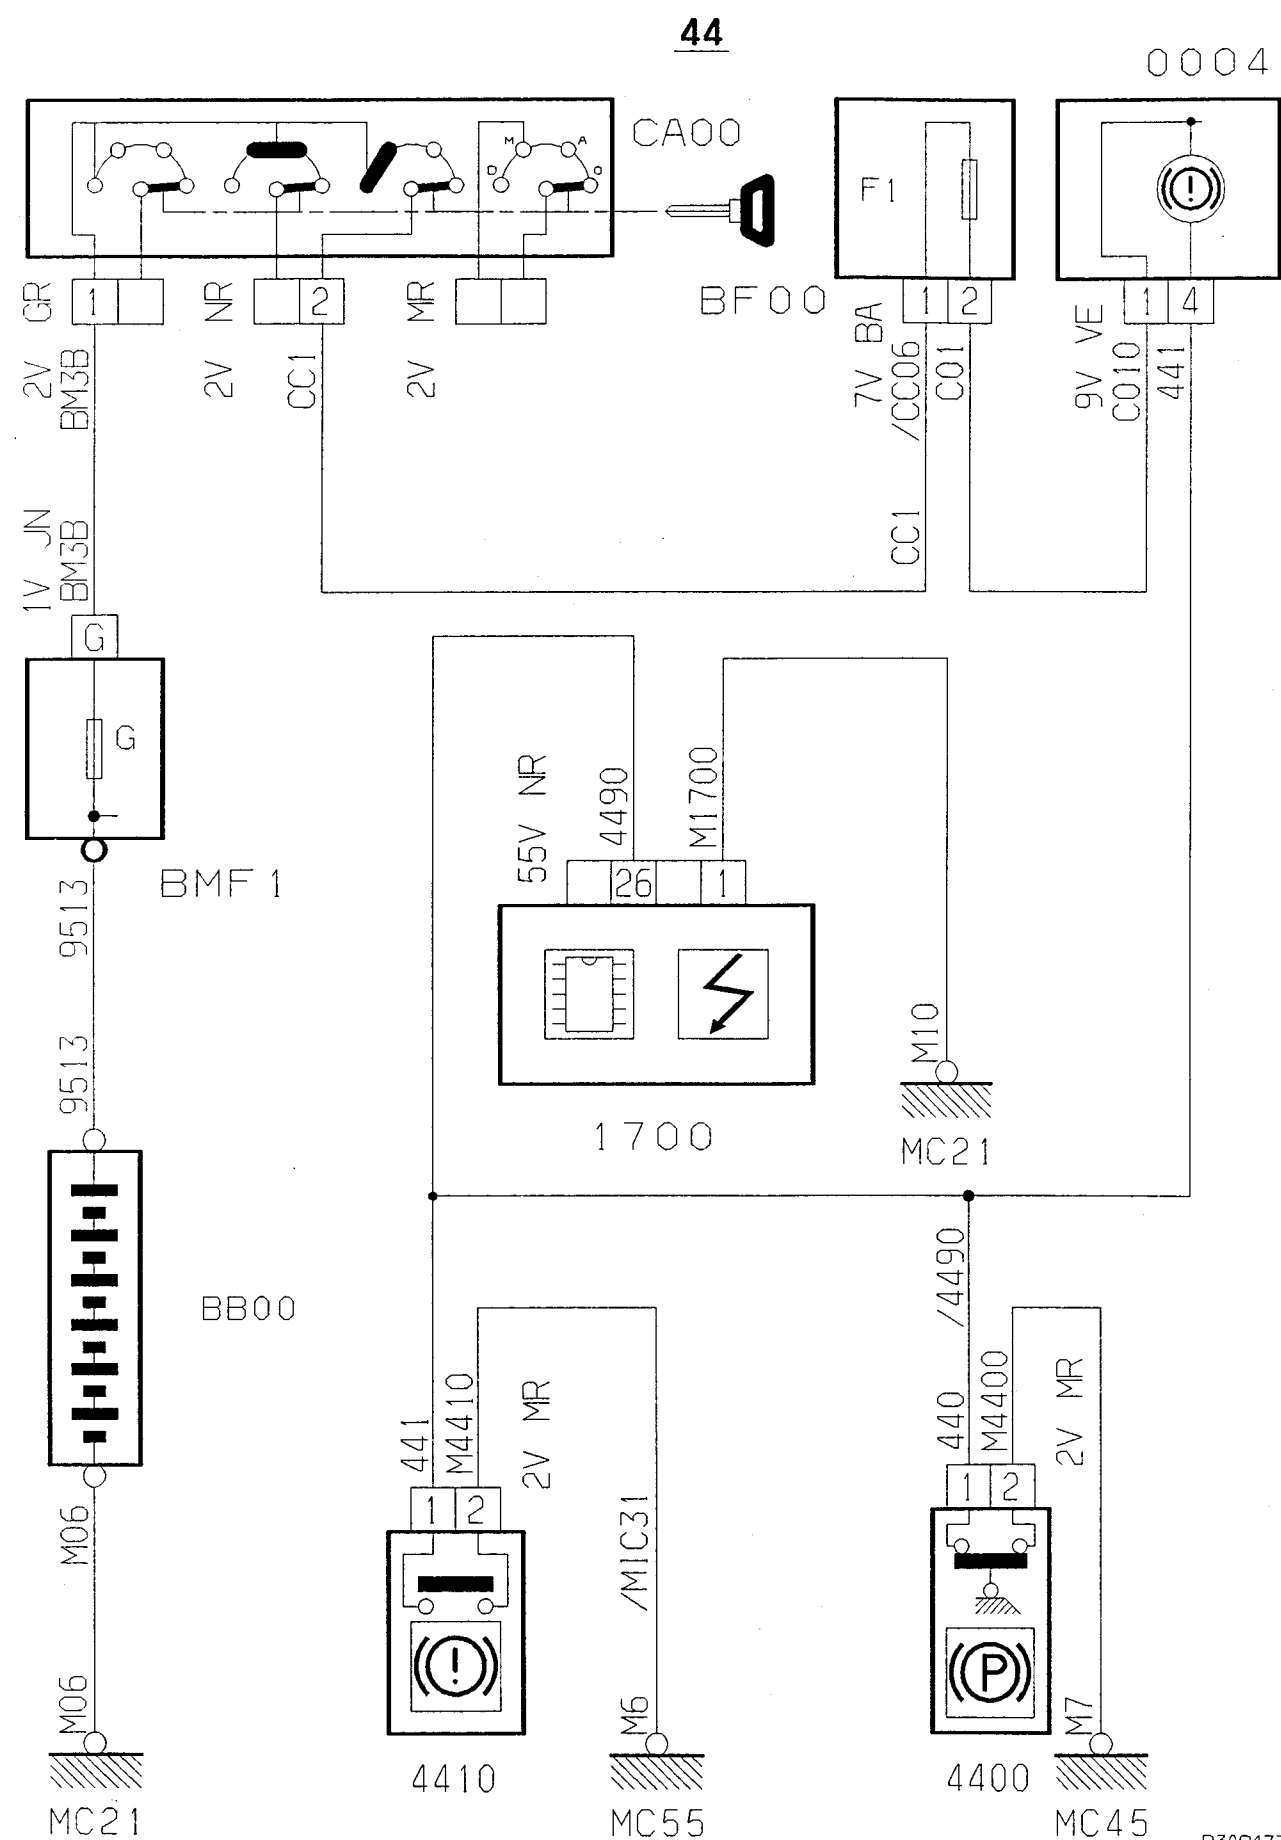 44
0004
CA00
M A
D O
F1
BF00
1
2
1 2
1 4
2V GR
BM3B
2V NR
CC1
2V MR
7V BA
/CC06
C01
9V VE
C010
441
CC1
1V JN
BM3B
G
G
BMF1
55V NR
4490
M1700
26 1
9513
9513
1700
M10
MC21
BB00
/4490
441
M4410
2V MR
440
M4400
2V MR
1 2
1 2
/MIC31
P
M06
M06
M6
M7
!
!
4410
4400
MC21
MC55
MC45